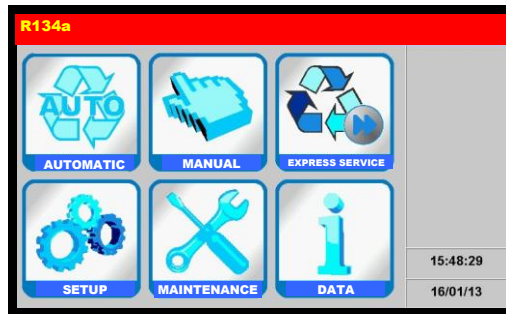 R134a
AUTO
AUTOMATIC
MANUAL
EXPRESS SERVICE
SETUP
MAINTENANCE
DATA
15:48:29
16/01/13